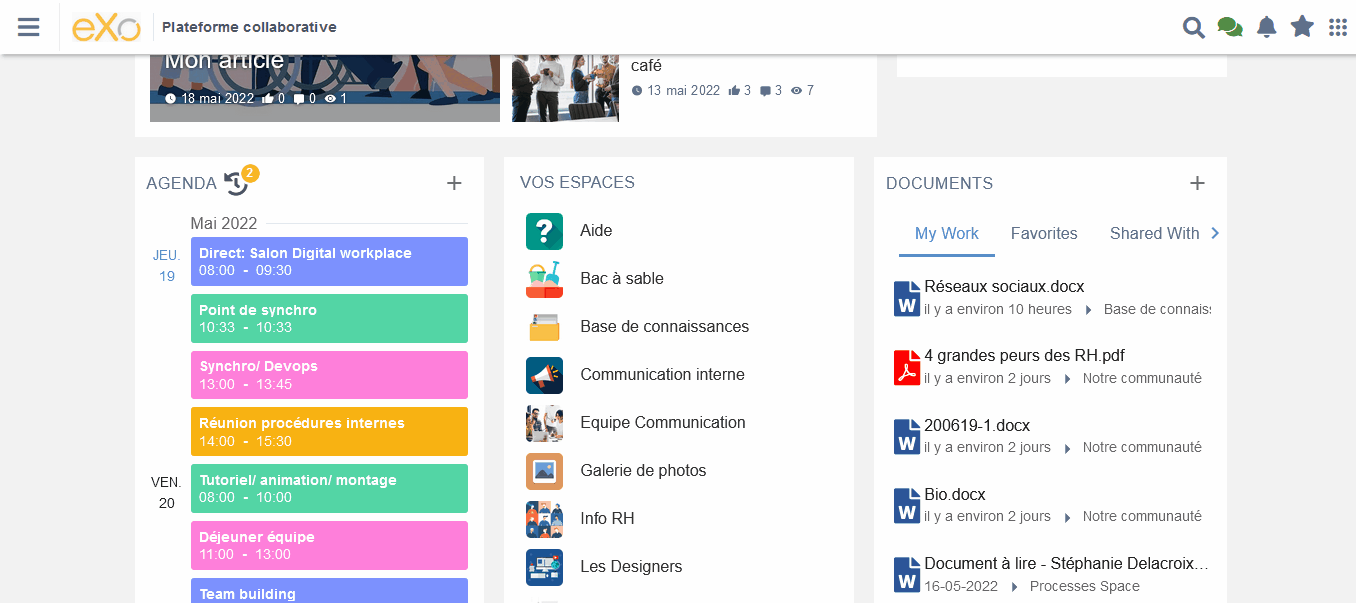 eXo Plateforme collaborative
Mon article
18 mai 2022 0 0 1
café
13 mai 2022 3 3 7
AGENDA 2
Mai 2022
JEU.
19
Direct: Salon Digital workplace
08:00 - 09:30
Point de synchro
10:33 - 10:33
Synchro/ Devops
13:00 - 13:45
Réunion procédures internes
14:00 - 15:30
VEN.
20
Tutoriel/ animation/ montage
08:00 - 10:00
Déjeuner équipe
11:00 - 13:00
Team building
VOS ESPACES
Aide
Bac à sable
Base de connaissances
Communication interne
Equipe Communication
Galerie de photos
Info RH
Les Designers
DOCUMENTS
My Work Favorites Shared With
Réseaux sociaux.docx
il y a environ 10 heures Base de connaiss
4 grandes peurs des RH.pdf
il y a environ 2 jours Notre communauté
200619-1.docx
il y a environ 2 jours Notre communauté
Bio.docx
il y a environ 2 jours Notre communauté
Document à lire - Stéphanie Delacroix...
16-05-2022 Processes Space